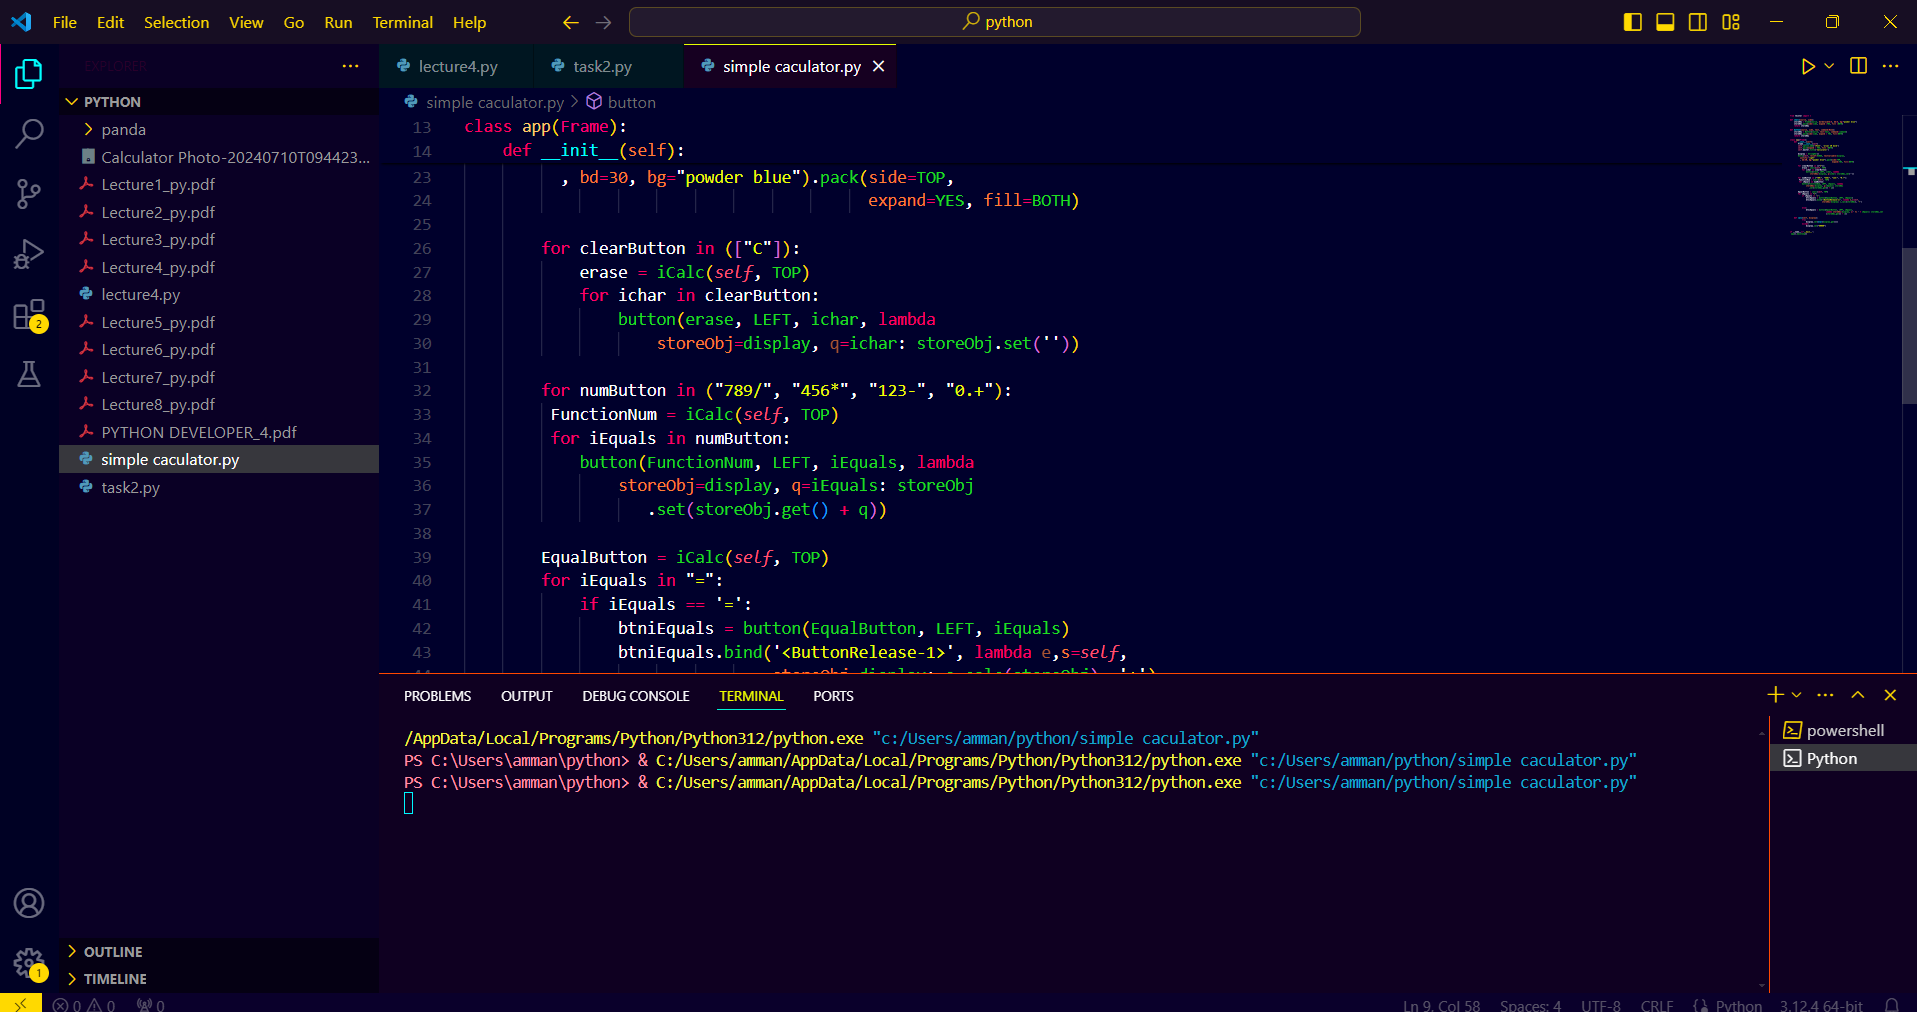 File Edit Selection View Go Run Terminal Help
python
EXPLORER
lecture4.py
task2.py
simple caculator.py
PYTHON
panda
Calculator Photo-20240710T094423...
Lecture1_py.pdf
Lecture2_py.pdf
Lecture3_py.pdf
Lecture4_py.pdf
lecture4.py
Lecture5_py.pdf
Lecture6_py.pdf
Lecture7_py.pdf
Lecture8_py.pdf
PYTHON DEVELOPER_4.pdf
simple caculator.py
task2.py
2
OUTLINE
TIMELINE
1
simple caculator.py > button
13 class app(Frame):
14     def __init__(self):
23           , bd=30, bg="powder blue").pack(side=TOP,
24                                           expand=YES, fill=BOTH)
25
26         for clearButton in (["C"]):
27             erase = iCalc(self, TOP)
28             for ichar in clearButton:
29                 button(erase, LEFT, ichar, lambda
30                     storeObj=display, q=ichar: storeObj.set(''))
31
32         for numButton in ("789/", "456*", "123-", "0.+"):
33          FunctionNum = iCalc(self, TOP)
34          for iEquals in numButton:
35             button(FunctionNum, LEFT, iEquals, lambda
36                 storeObj=display, q=iEquals: storeObj
37                    .set(storeObj.get() + q))
38
39         EqualButton = iCalc(self, TOP)
40         for iEquals in "=":
41             if iEquals == '=':
42                 btniEquals = button(EqualButton, LEFT, iEquals)
43                 btniEquals.bind('<ButtonRelease-1>', lambda e,s=self,
PROBLEMS OUTPUT DEBUG CONSOLE TERMINAL PORTS
/AppData/Local/Programs/Python/Python312/python.exe "c:/Users/amman/python/simple caculator.py"
PS C:\Users\amman\python> & C:/Users/amman/AppData/Local/Programs/Python/Python312/python.exe "c:/Users/amman/python/simple caculator.py"
PS C:\Users\amman\python> & C:/Users/amman/AppData/Local/Programs/Python/Python312/python.exe "c:/Users/amman/python/simple caculator.py"
powershell
Python
0 0 0
Ln 9, Col 58 Spaces: 4 UTF-8 CRLF Python 3.12.4 64-bit